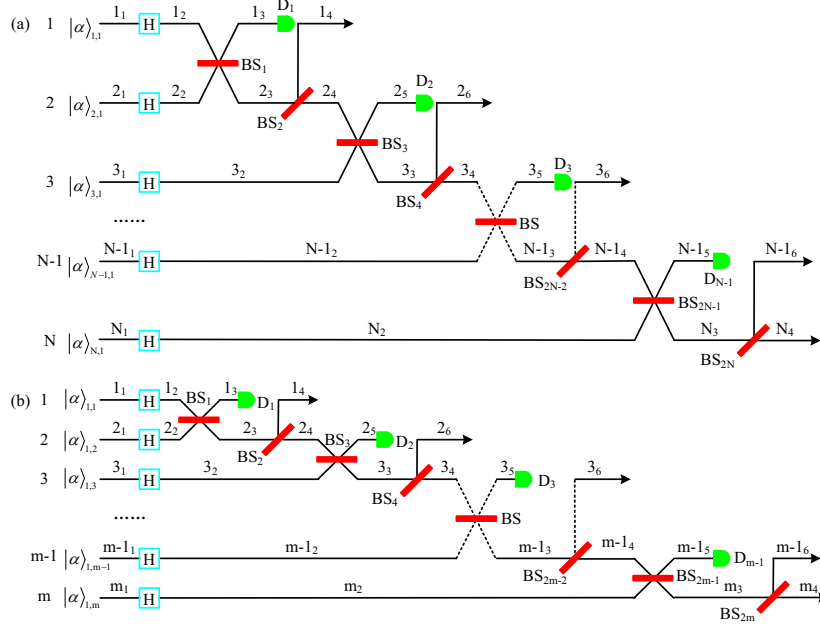 (a) 1 |α⟩₁,₁ 1₁ H 1₂ 1₃ D₁ 1₄
BS₁
2 |α⟩₂,₁ 2₁ H 2₂ 2₃ 2₄ 2₅ D₂ 2₆
BS₂
BS₃
3 |α⟩₃,₁ 3₁ H 3₂ 3₃ 3₄ 3₅ D₃ 3₆
BS₄
...... BS
N-1 |α⟩N-1,1 N-1₁ H N-1₂ N-1₃ N-1₄ N-1₅ N-1₆
BS2N-2 DN-1
BS2N-1
N |α⟩N,1 N₁ H N₂ N₃ N₄
BS2N
(b) 1 |α⟩₁,₁ 1₁ H 1₂ BS₁ 1₃ D₁ 1₄
2 |α⟩₁,₂ 2₁ H 2₂ 2₃ 2₄ BS₃ 2₅ D₂ 2₆
BS₂
3 |α⟩₁,₃ 3₁ H 3₂ 3₃ 3₄ 3₅ D₃ 3₆
BS₄
...... BS
m-1 |α⟩1,m-1 m-1₁ H m-1₂ m-1₃ m-1₄ m-1₅ Dm-1 m-1₆
BS2m-2 BS2m-1
m |α⟩1,m m₁ H m₂ m₃ m₄
BS2m